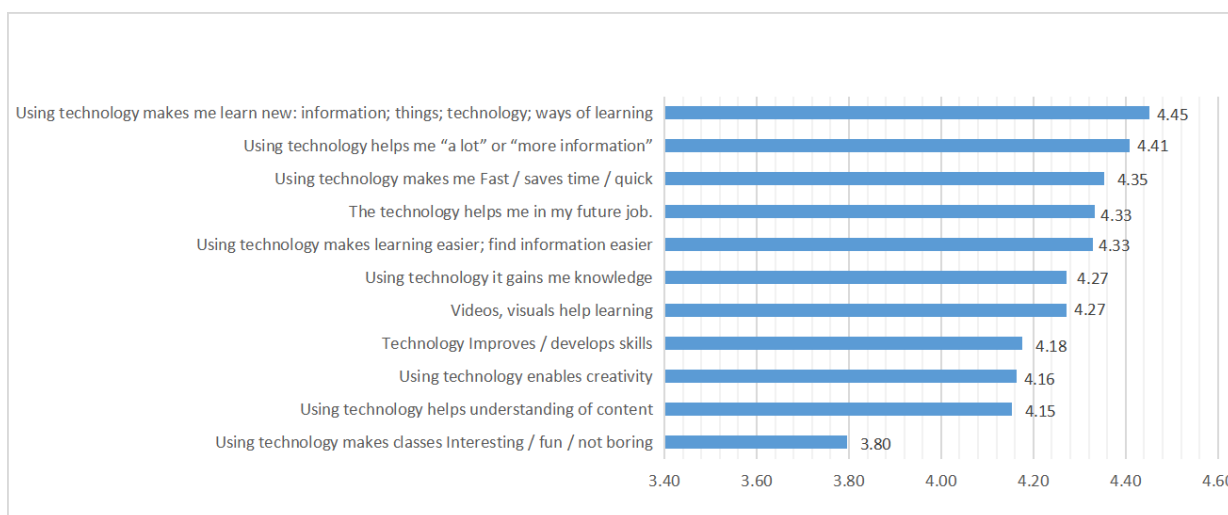 Using technology makes me learn new: information; things; technology; ways of learning 4.45
Using technology helps me “a lot” or “more information” 4.41
Using technology makes me Fast / saves time / quick 4.35
The technology helps me in my future job. 4.33
Using technology makes learning easier; find information easier 4.33
Using technology it gains me knowledge 4.27
Videos, visuals help learning 4.27
Technology Improves / develops skills 4.18
Using technology enables creativity 4.16
Using technology helps understanding of content 4.15
Using technology makes classes Interesting / fun / not boring 3.80
3.40 3.60 3.80 4.00 4.20 4.40 4.60